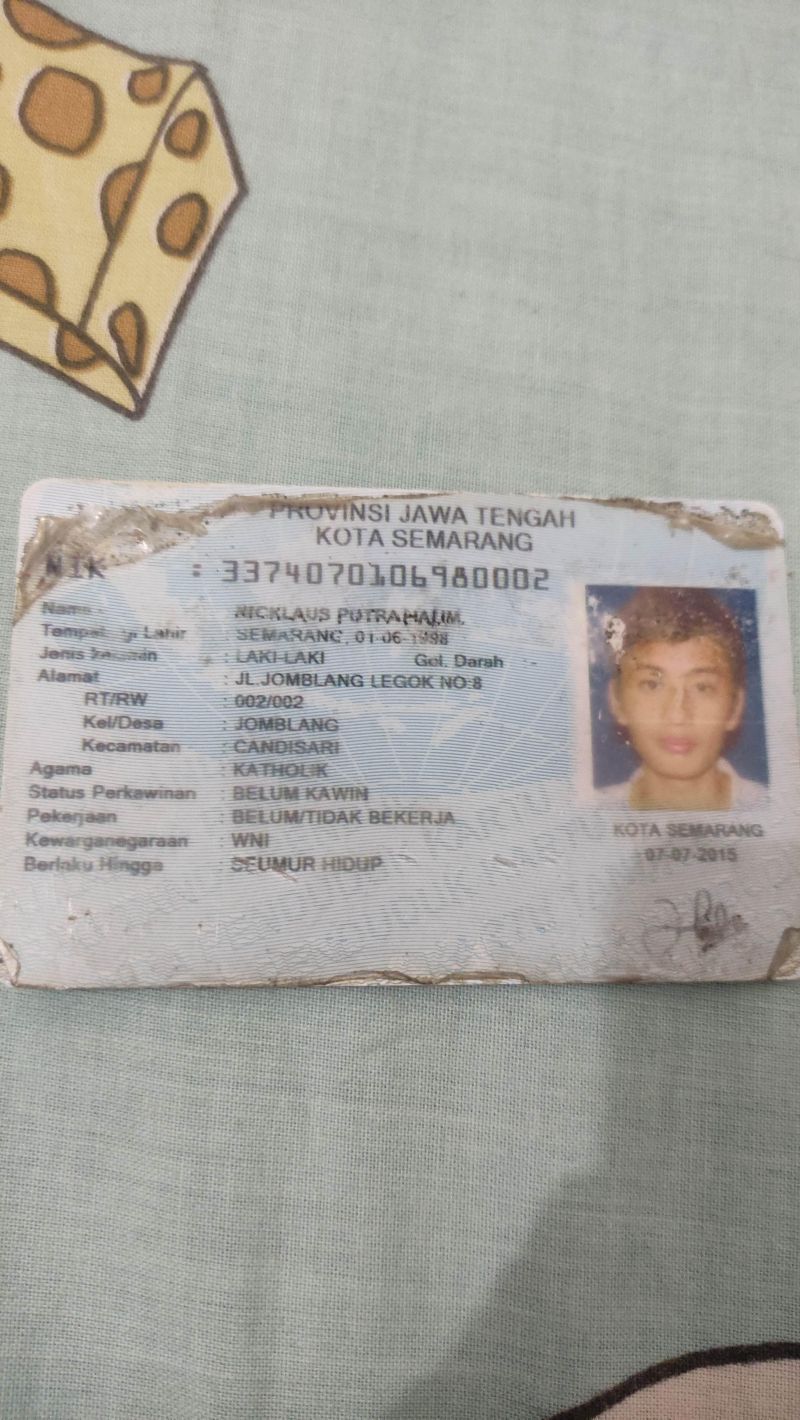 PROVINSI JAWA TENGAH
KOTA SEMARANG
NIK : 3374070106980002
Nama : NICKLAUS PUTRA HALIM.
Lahir : SEMARANG, 01-06-1998
Jenis : LAKI-LAKI Gol. Darah : -
Alamat : JL.JOMBLANG LEGOK NO:8
RT/RW : 002/002
Kel/Desa : JOMBLANG
Kecamatan : CANDISARI
Agama : KATHOLIK
Status Perkawinan : BELUM KAWIN
Pekerjaan : BELUM/TIDAK BEKERJA
Kewarganegaraan : WNI
Berlaku Hingga : SEUMUR HIDUP
KOTA SEMARANG
07-07-2015